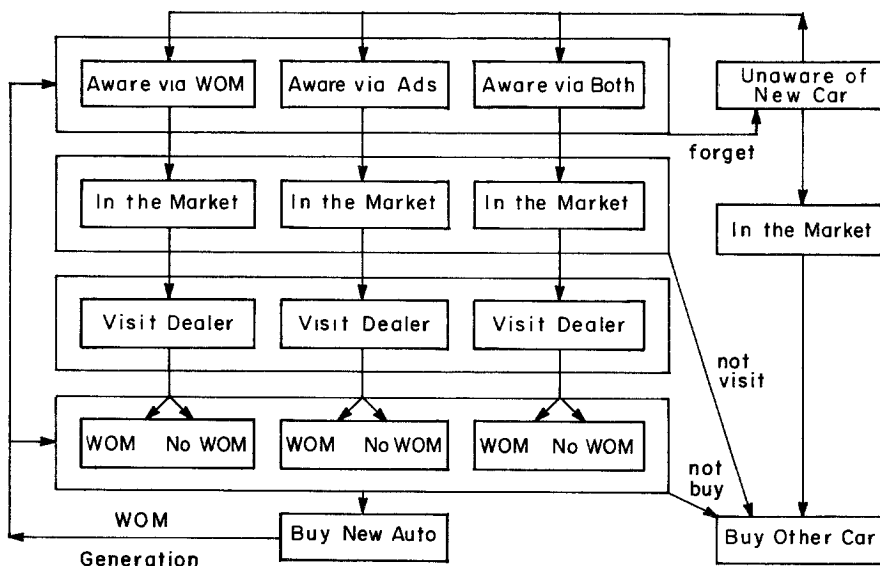 Aware via WOM
Aware via Ads
Aware via Both
Unaware of
New Car
forget
In the Market
In the Market
In the Market
In the Market
Visit Dealer
Visit Dealer
Visit Dealer
not
visit
WOM No WOM
WOM No WOM
WOM No WOM
not
buy
WOM
Generation
Buy New Auto
Buy Other Car